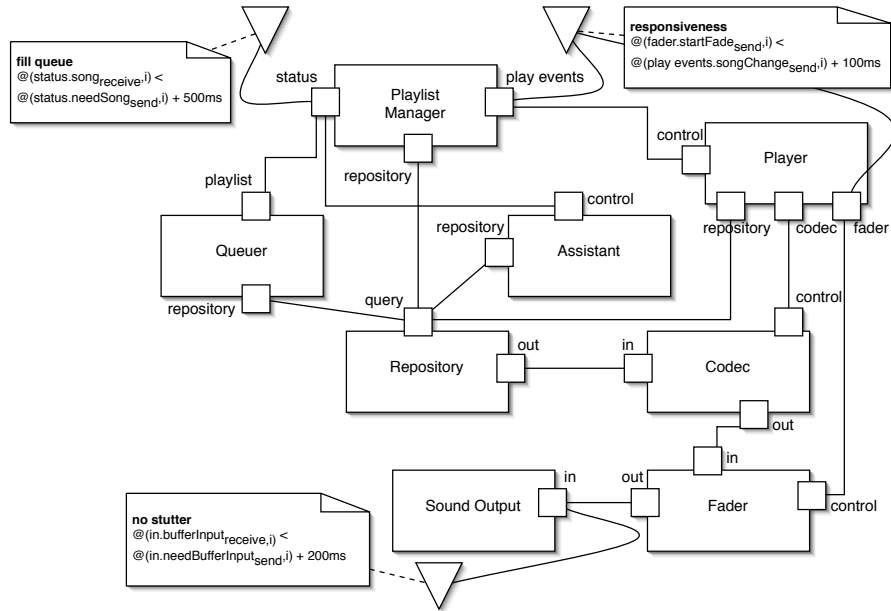 fill queue
@(status.song_receive,i) <
@(status.needSong_send,i) + 500ms
responsiveness
@(fader.startFade_send,i) <
@(play events.songChange_send,i) + 100ms
status
Playlist
Manager
play events
repository
control
Player
repository
codec
fader
playlist
Queuer
repository
control
repository
Assistant
query
Repository
out
in
control
Codec
out
in
Sound Output
in
out
Fader
control
no stutter
@(in.bufferInput_receive,i) <
@(in.needBufferInput_send,i) + 200ms